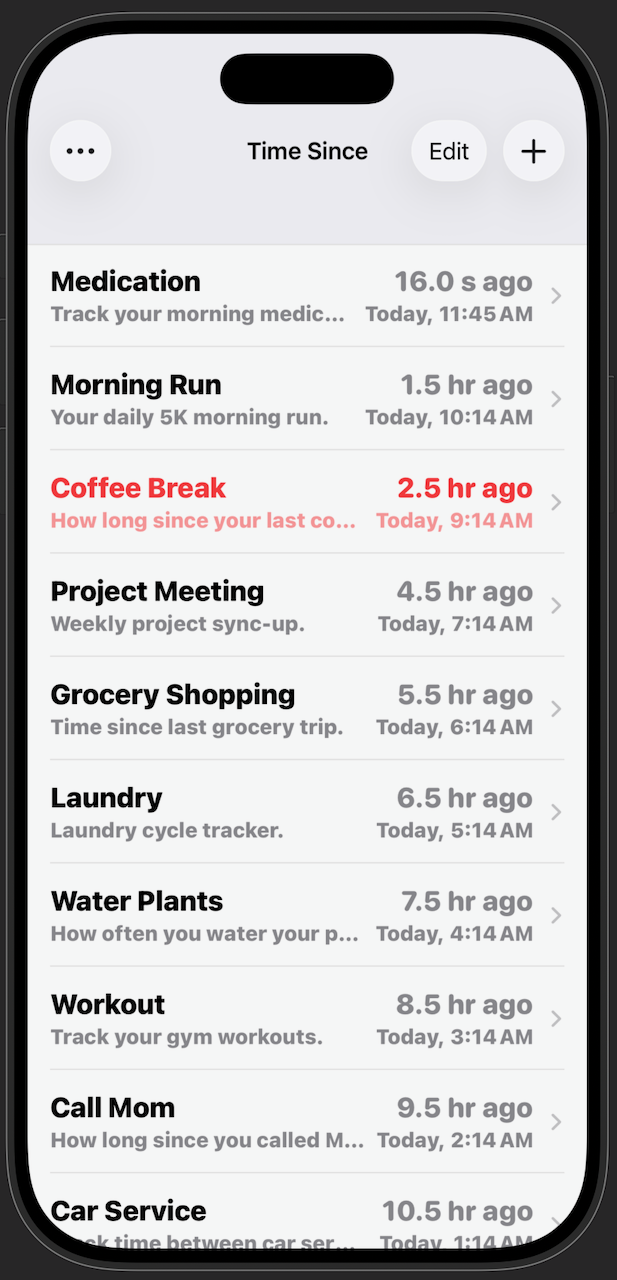 Time Since
Edit
Medication 16.0 s ago
Track your morning medic... Today, 11:45 AM
Morning Run 1.5 hr ago
Your daily 5K morning run. Today, 10:14 AM
Coffee Break 2.5 hr ago
How long since your last co... Today, 9:14 AM
Project Meeting 4.5 hr ago
Weekly project sync-up. Today, 7:14 AM
Grocery Shopping 5.5 hr ago
Time since last grocery trip. Today, 6:14 AM
Laundry 6.5 hr ago
Laundry cycle tracker. Today, 5:14 AM
Water Plants 7.5 hr ago
How often you water your p... Today, 4:14 AM
Workout 8.5 hr ago
Track your gym workouts. Today, 3:14 AM
Call Mom 9.5 hr ago
How long since you called M... Today, 2:14 AM
Car Service 10.5 hr ago
time between car ser... Today, 1:14 AM